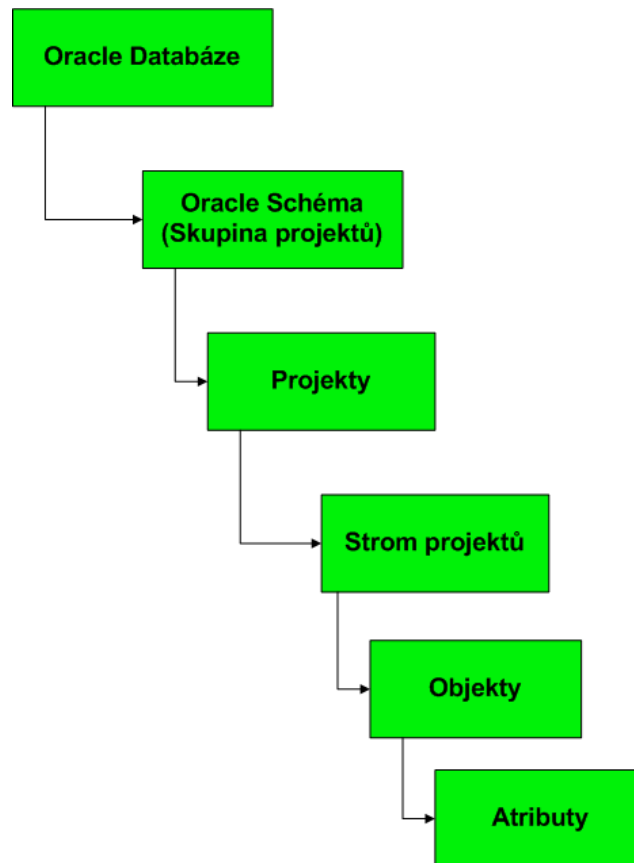 Oracle Databáze
Oracle Schéma
(Skupina projektů)
Projekty
Strom projektů
Objekty
Atributy